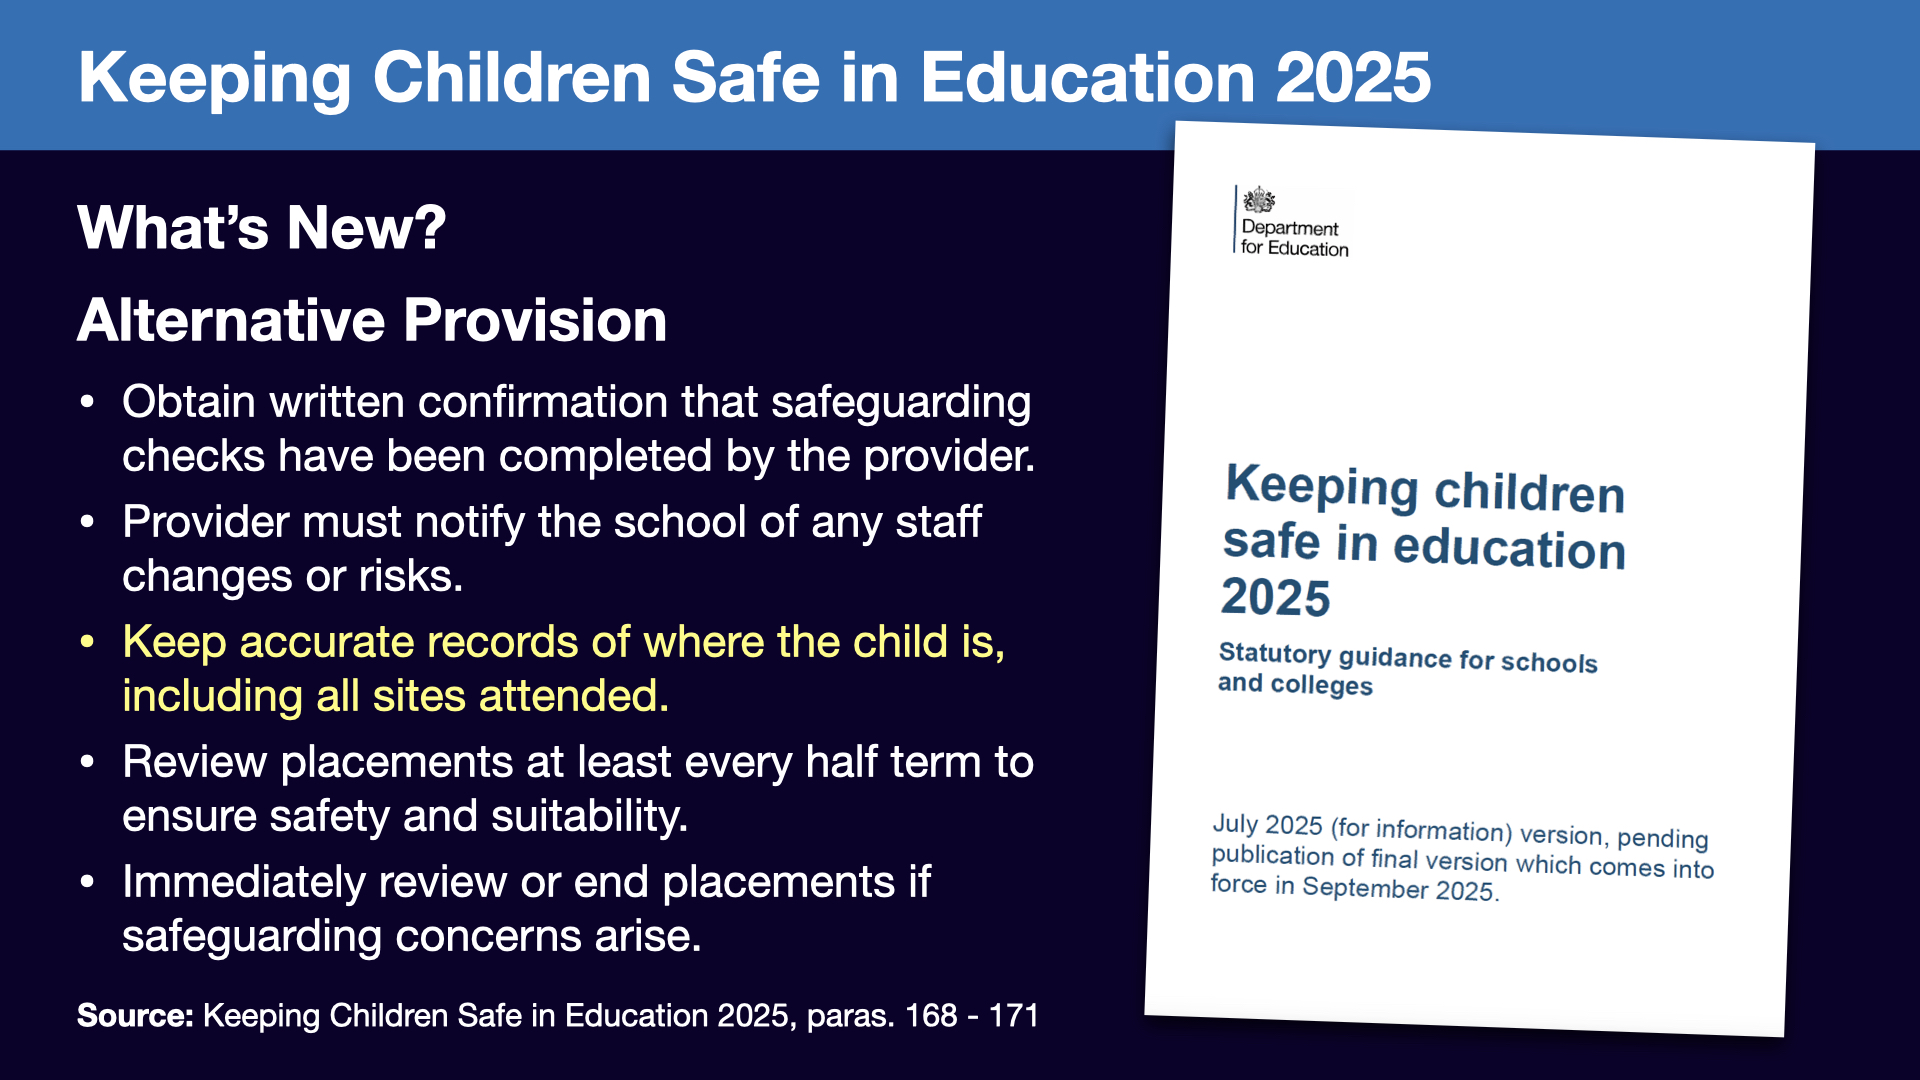 Keeping Children Safe in Education 2025
What's New?
Alternative Provision
• Obtain written confirmation that safeguarding
checks have been completed by the provider.
• Provider must notify the school of any staff
changes or risks.
• Keep accurate records of where the child is,
including all sites attended.
• Review placements at least every half term to
ensure safety and suitability.
• Immediately review or end placements if
safeguarding concerns arise.
Source: Keeping Children Safe in Education 2025, paras. 168 - 171
Department
for Education
Keeping children
safe in education
2025
Statutory guidance for schools
and colleges
July 2025 (for information) version, pending
publication of final version which comes into
force in September 2025.